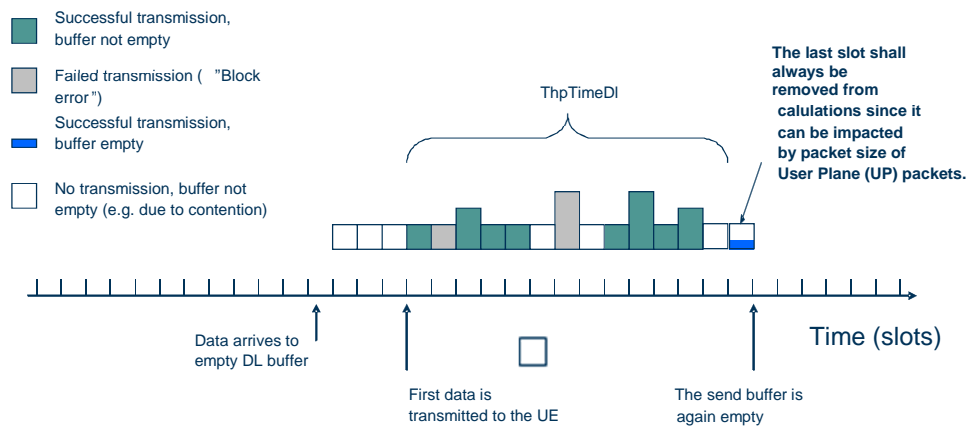 Successful transmission,
buffer not empty
Failed transmission ( ”Block
error”)
Successful transmission,
buffer empty
No transmission, buffer not
empty (e.g. due to contention)
ThpTimeDl
The last slot shall
always be
removed from
calulations since it
can be impacted
by packet size of
User Plane (UP) packets.
Data arrives to
empty DL buffer
First data is
transmitted to the UE
The send buffer is
again empty
Time (slots)